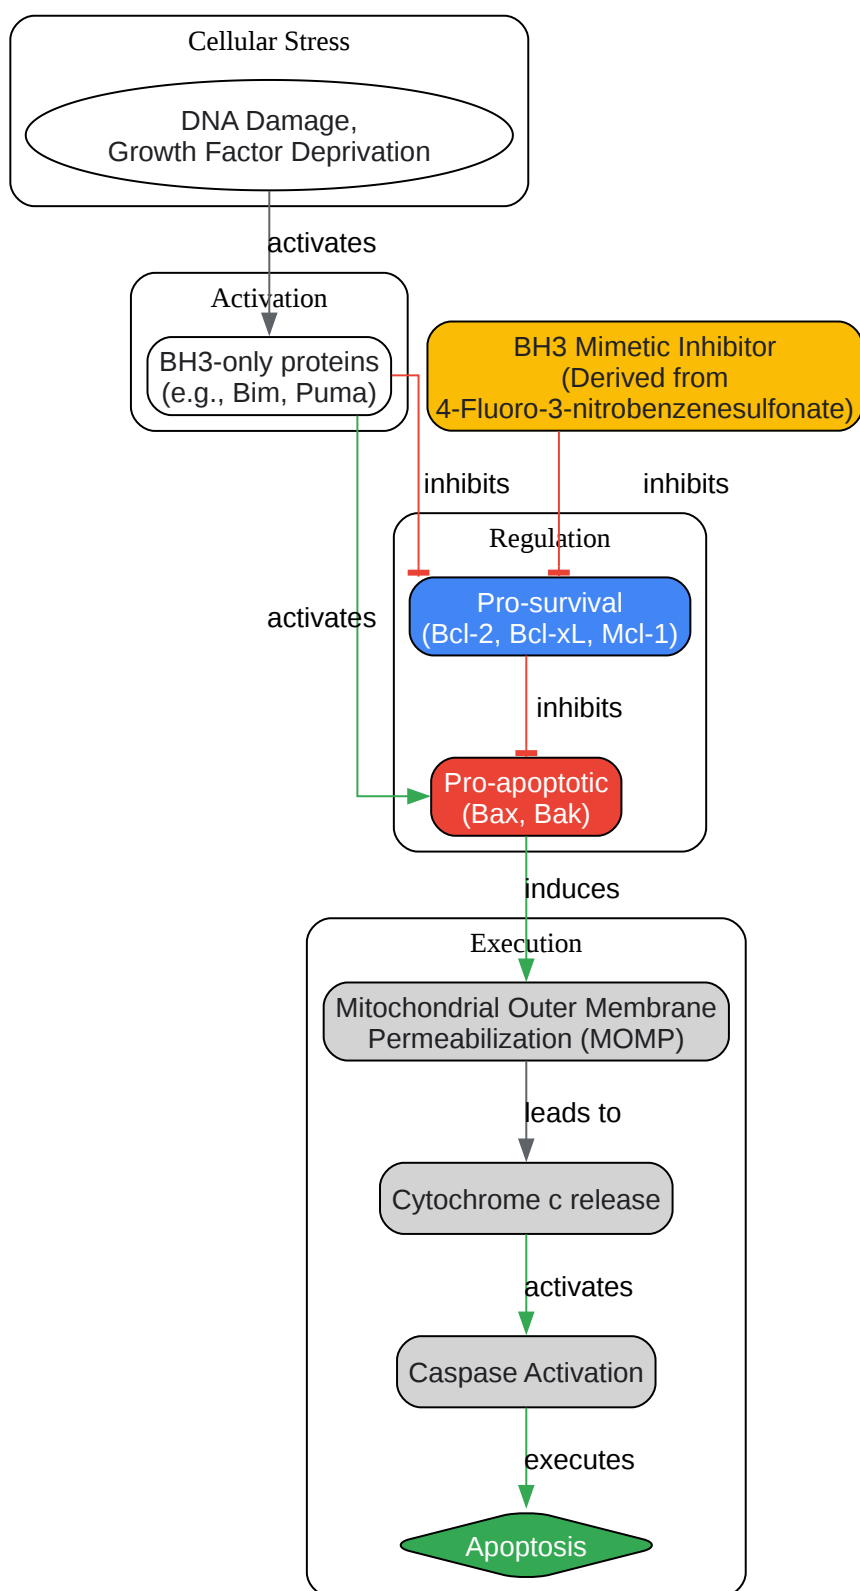 Cellular Stress
DNA Damage,
Growth Factor Deprivation
activates
Activation
BH3-only proteins
(e.g., Bim, Puma)
BH3 Mimetic Inhibitor
(Derived from
4-Fluoro-3-nitrobenzenesulfonate)
inhibits
inhibits
Regulation
Pro-survival
(Bcl-2, Bcl-xL, Mcl-1)
activates
inhibits
Pro-apoptotic
(Bax, Bak)
induces
Execution
Mitochondrial Outer Membrane
Permeabilization (MOMP)
leads to
Cytochrome c release
activates
Caspase Activation
executes
Apoptosis